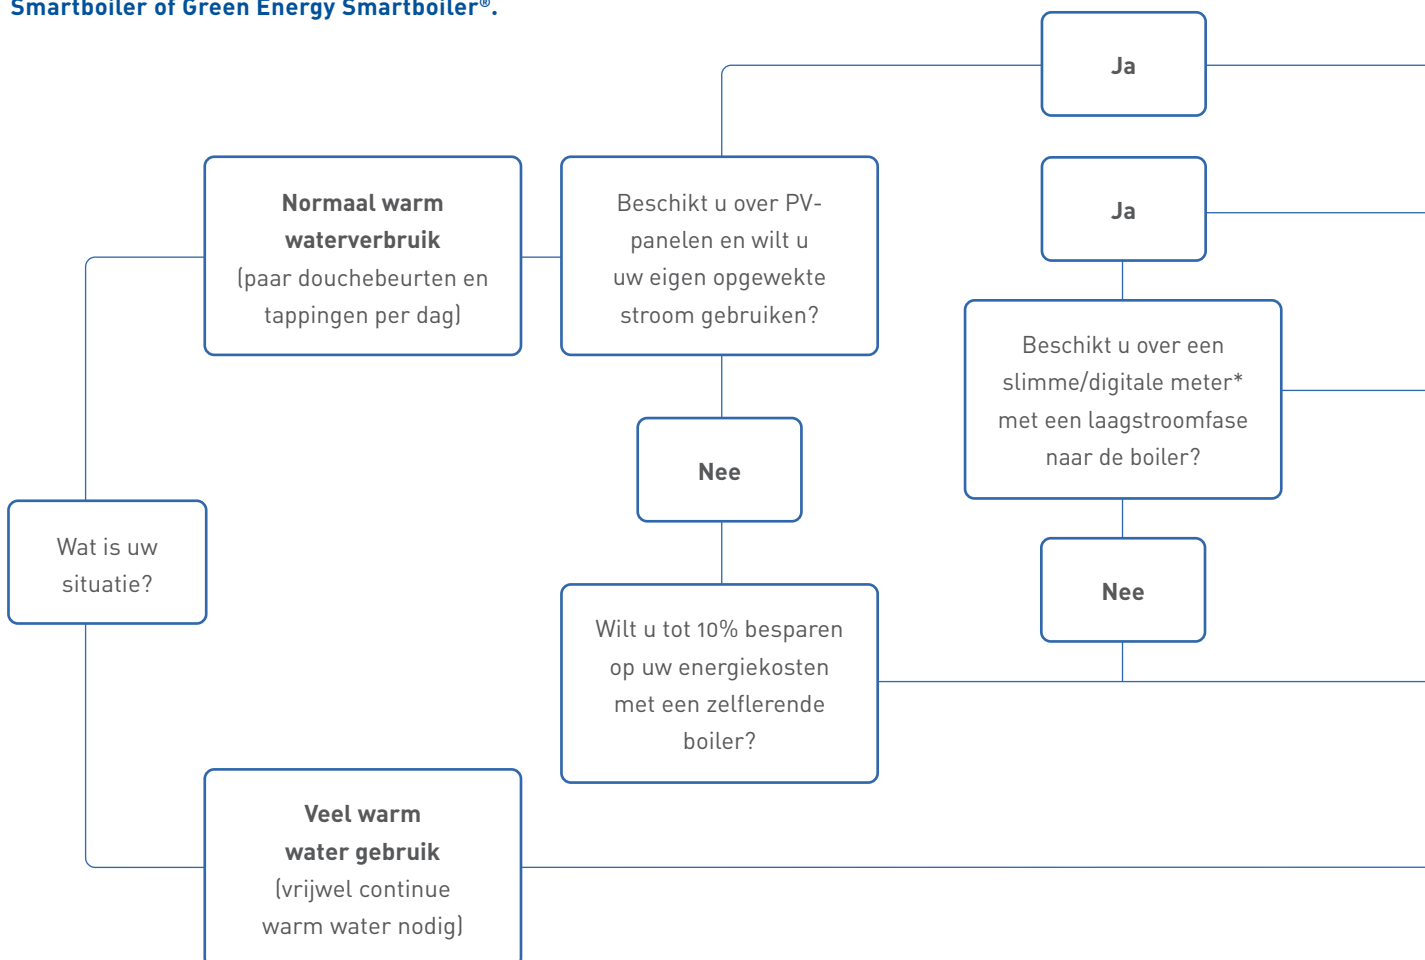 Smartboiler of Green Energy Smartboiler®.
Ja
Normaal warm
waterverbruik
(paar douchebeurten en
tappingen per dag)
Beschikt u over PV-
panelen en wilt u
uw eigen opgewekte
stroom gebruiken?
Ja
Beschikt u over een
slimme/digitale meter*
met een laagstroomfase
naar de boiler?
Nee
Wat is uw
situatie?
Nee
Wilt u tot 10% besparen
op uw energiekosten
met een zelflerende
boiler?
Veel warm
water gebruik
(vrijwel continue
warm water nodig)